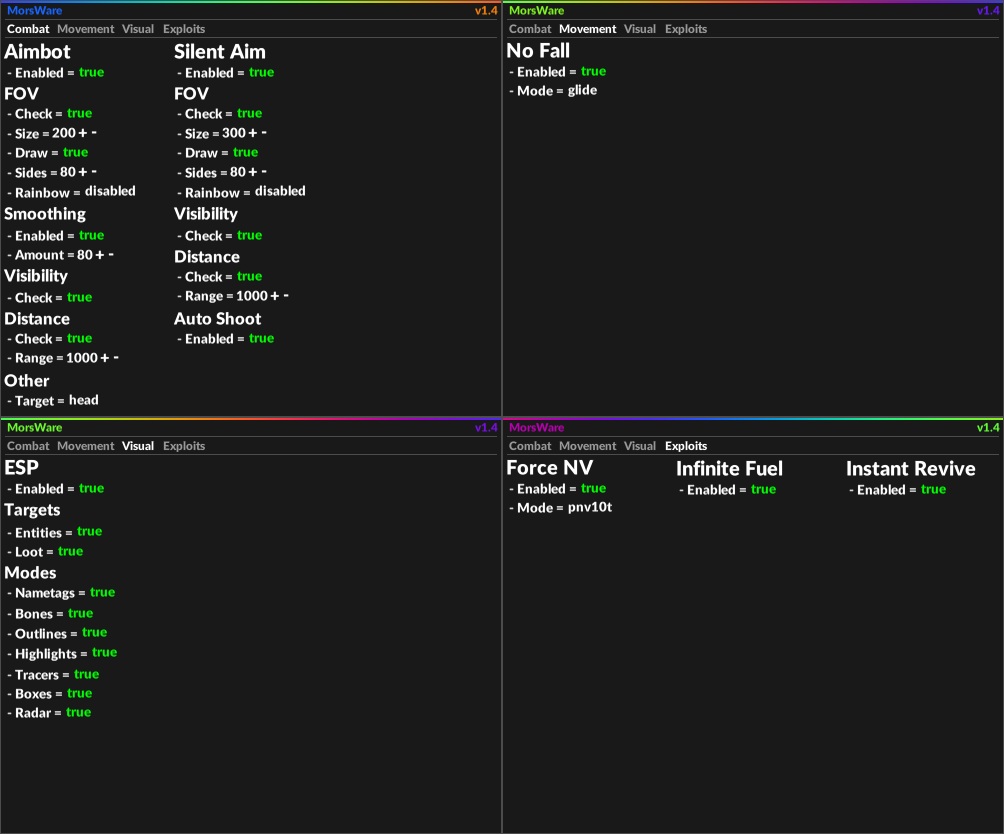 MorsWare v1.4
Combat Movement Visual Exploits
Aimbot
- Enabled = true
FOV
- Check = true
- Size = 200 + -
- Draw = true
- Sides = 80 + -
- Rainbow = disabled
Smoothing
- Enabled = true
- Amount = 80 + -
Visibility
- Check = true
Distance
- Check = true
- Range = 1000 + -
Other
- Target = head
Silent Aim
- Enabled = true
FOV
- Check = true
- Size = 300 + -
- Draw = true
- Sides = 80 + -
- Rainbow = disabled
Visibility
- Check = true
Distance
- Check = true
- Range = 1000 + -
Auto Shoot
- Enabled = true
MorsWare v1.4
Combat Movement Visual Exploits
No Fall
- Enabled = true
- Mode = glide
MorsWare v1.4
Combat Movement Visual Exploits
ESP
- Enabled = true
Targets
- Entities = true
- Loot = true
Modes
- Nametags = true
- Bones = true
- Outlines = true
- Highlights = true
- Tracers = true
- Boxes = true
- Radar = true
MorsWare v1.4
Combat Movement Visual Exploits
Force NV
- Enabled = true
- Mode = pnv10t
Infinite Fuel
- Enabled = true
Instant Revive
- Enabled = true